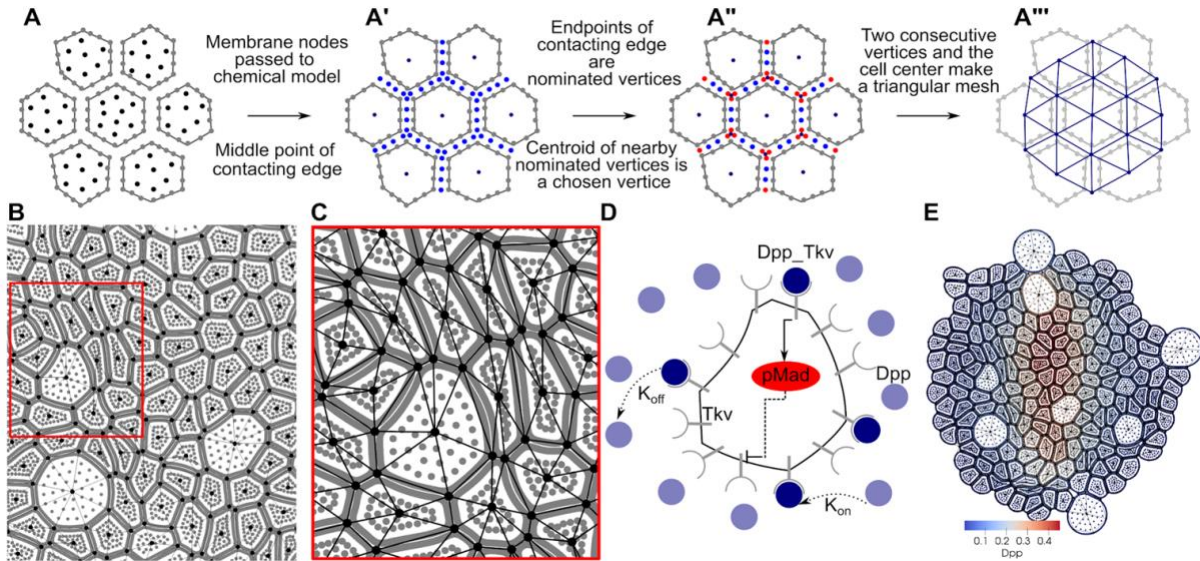 A
Membrane nodes
passed to
chemical model
Middle point of
contacting edge
A'
Endpoints of
contacting edge
are
nominated vertices
Centroid of nearby
nominated vertices is
a chosen vertice
A''
Two consecutive
vertices and the
cell center make
a triangular mesh
A'''
B
C
D
Dpp_Tkv
pMad
Dpp
Koff
Tkv
Kon
E
0.1 0.2 0.3 0.4
Dpp